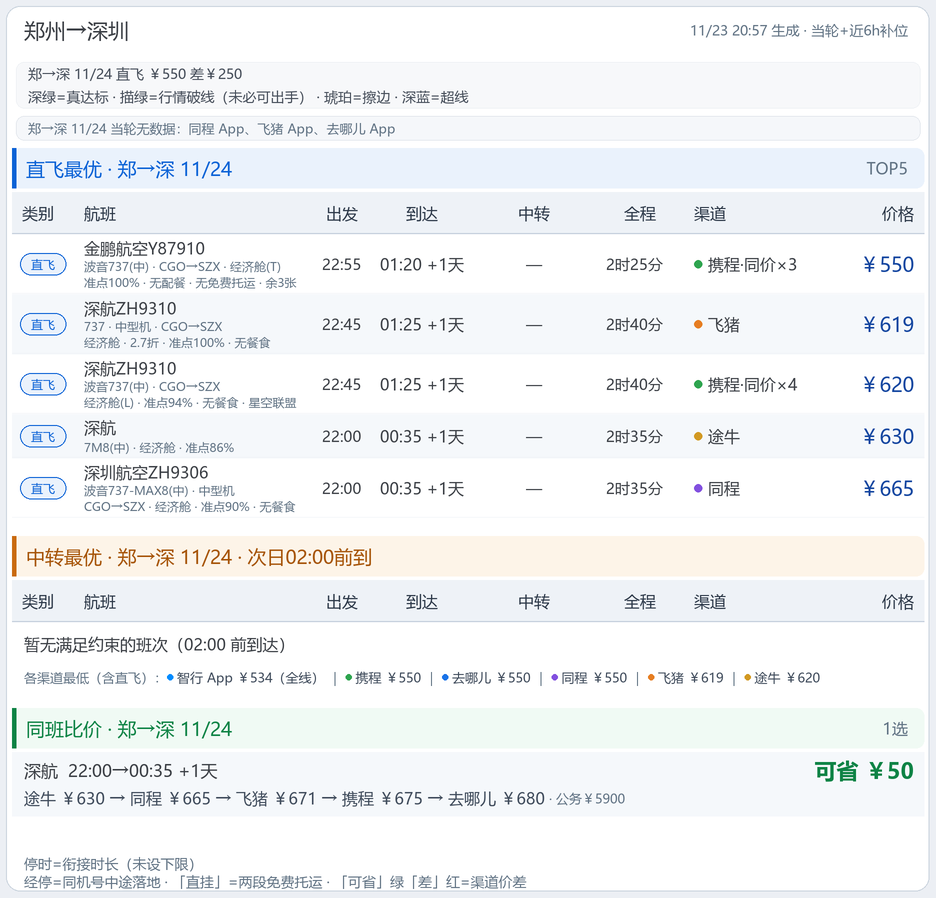 郑州→深圳
11/23 20:57 生成 · 当轮+近6h补位
郑→深 11/24 直飞 ¥550 差¥250
深绿=真达标 · 描绿=行情破线（未必可出手） · 琥珀=擦边 · 深蓝=超线
郑→深 11/24 当轮无数据：同程 App、飞猪 App、去哪儿 App
直飞最优 · 郑→深 11/24 TOP5
类别 航班 出发 到达 中转 全程 渠道 价格
金鹏航空Y87910
直飞 波音737(中) · CGO→SZX · 经济舱(T) 22:55 01:20 +1天 — 2时25分 携程·同价×3 ¥550
准点100% · 无配餐 · 无免费托运 · 余3张
深航ZH9310
直飞 737 · 中型机 · CGO→SZX 22:45 01:25 +1天 — 2时40分 飞猪 ¥619
经济舱 · 2.7折 · 准点100% · 无餐食
深航ZH9310
直飞 波音737(中) · CGO→SZX 22:45 01:25 +1天 — 2时40分 携程·同价×4 ¥620
经济舱(L) · 准点94% · 无餐食 · 星空联盟
深航
直飞 7M8(中) · 经济舱 · 准点86% 22:00 00:35 +1天 — 2时35分 途牛 ¥630
深圳航空ZH9306
直飞 波音737-MAX8(中) · 中型机 22:00 00:35 +1天 — 2时35分 同程 ¥665
CGO→SZX · 经济舱 · 准点90% · 无餐食
中转最优 · 郑→深 11/24 · 次日02:00前到
类别 航班 出发 到达 中转 全程 渠道 价格
暂无满足约束的班次（02:00 前到达）
各渠道最低（含直飞）: 智行 App ¥534（全线） | 携程 ¥550 | 去哪儿 ¥550 | 同程 ¥550 | 飞猪 ¥619 | 途牛 ¥620
同班比价 · 郑→深 11/24 1选
深航 22:00→00:35 +1天 可省 ¥50
途牛 ¥630 → 同程 ¥665 → 飞猪 ¥671 → 携程 ¥675 → 去哪儿 ¥680 · 公务¥5900
停时=衔接时长（未设下限）
经停=同机号中途落地 · 「直挂」=两段免费托运 · 「可省」绿「差」红=渠道价差